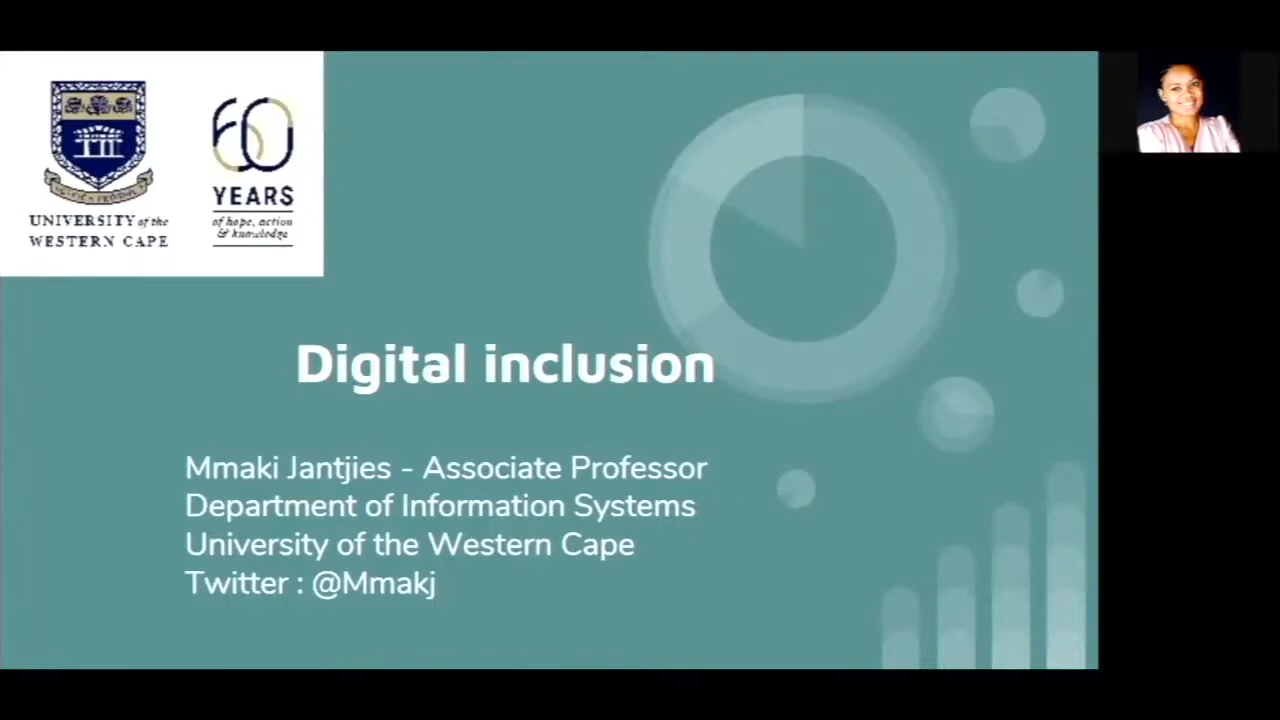 UNIVERSITY of the
WESTERN CAPE
60
YEARS
of hope, action
& knowledge
Digital inclusion
Mmaki Jantjies - Associate Professor
Department of Information Systems
University of the Western Cape
Twitter : @Mmakj